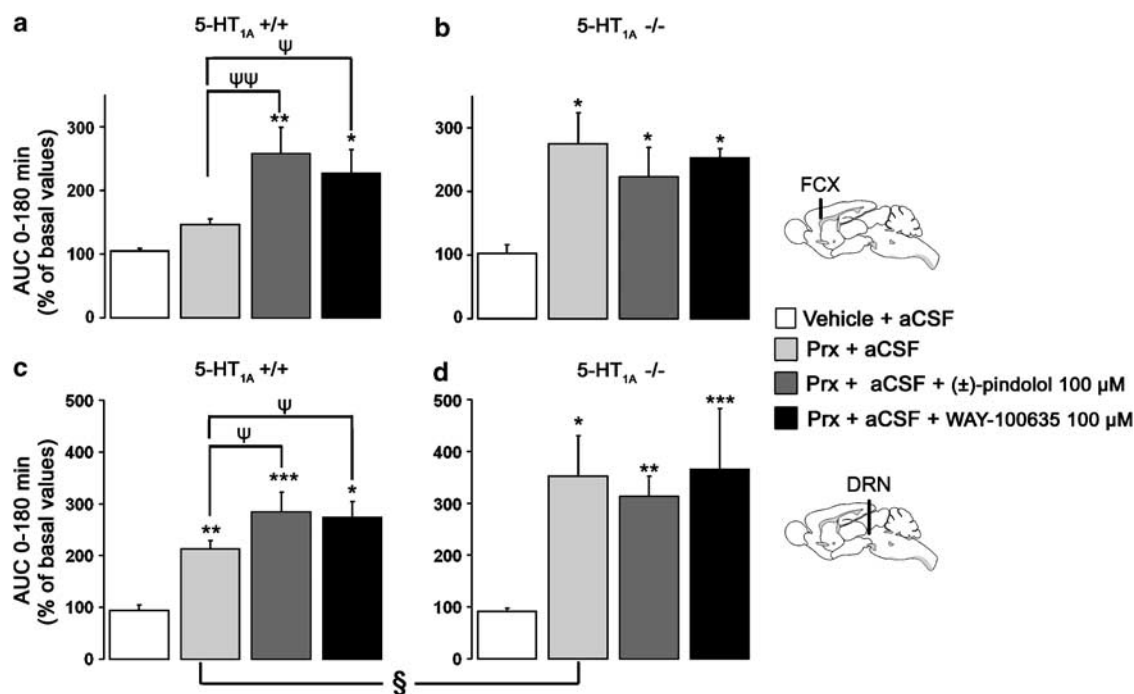 a
5-HT1A +/+
ψ
ψψ
**
*
AUC 0-180 min
(% of basal values)
300
200
100
0
b
5-HT1A -/-
*
*
*
300
200
100
0
FCX
Vehicle + aCSF
Prx + aCSF
Prx + aCSF + (±)-pindolol 100 µM
Prx + aCSF + WAY-100635 100 µM
c
5-HT1A +/+
ψ
ψ
**
***
*
AUC 0-180 min
(% of basal values)
500
400
300
200
100
0
d
5-HT1A -/-
*
**
***
500
400
300
200
100
0
DRN
§